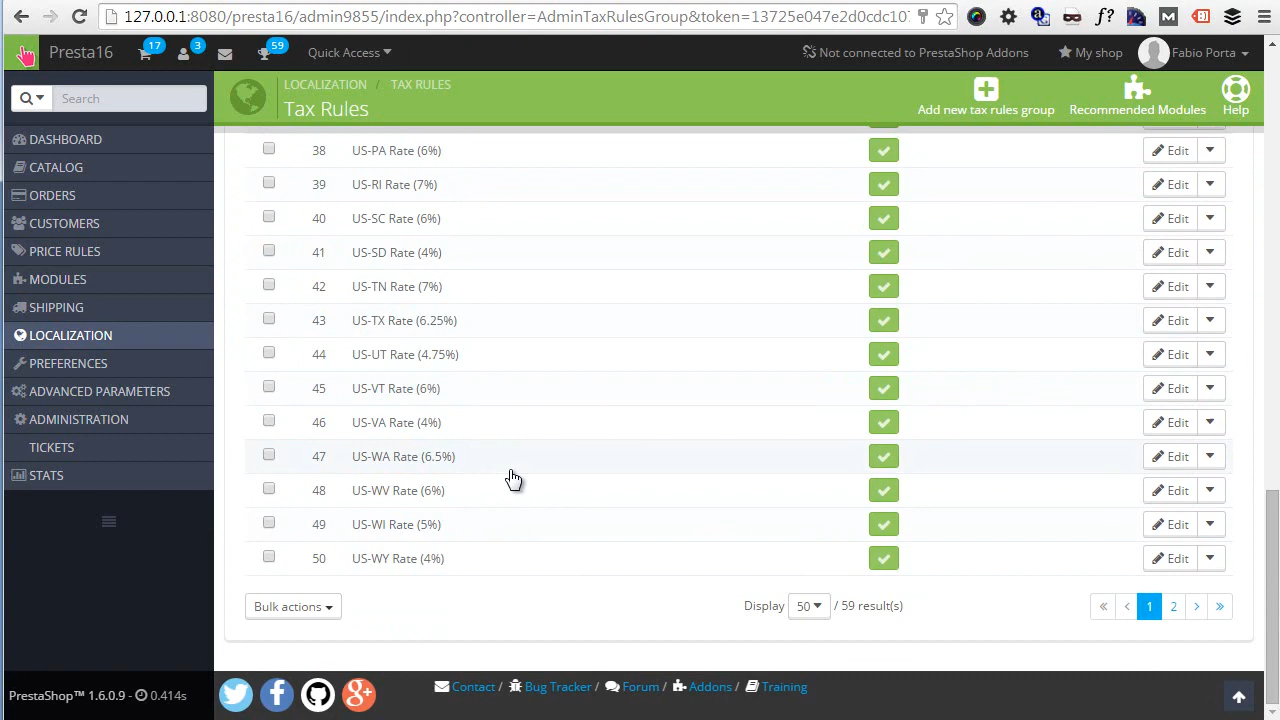 127.0.0.1:8080/presta16/admin9855/index.php?controller=AdminTaxRulesGroup&token=13725e047e2d0cdc107
Presta16 17 3 59 Quick Access Not connected to PrestaShop Addons My shop Fabio Porta
Search
LOCALIZATION / TAX RULES
Tax Rules
Add new tax rules group Recommended Modules Help
DASHBOARD
CATALOG
ORDERS
CUSTOMERS
PRICE RULES
MODULES
SHIPPING
LOCALIZATION
PREFERENCES
ADVANCED PARAMETERS
ADMINISTRATION
TICKETS
STATS
38 US-PA Rate (6%) Edit
39 US-RI Rate (7%) Edit
40 US-SC Rate (6%) Edit
41 US-SD Rate (4%) Edit
42 US-TN Rate (7%) Edit
43 US-TX Rate (6.25%) Edit
44 US-UT Rate (4.75%) Edit
45 US-VT Rate (6%) Edit
46 US-VA Rate (4%) Edit
47 US-WA Rate (6.5%) Edit
48 US-WV Rate (6%) Edit
49 US-WI Rate (5%) Edit
50 US-WY Rate (4%) Edit
Bulk actions Display 50 / 59 result(s) « ‹ 1 2 › »
PrestaShop™ 1.6.0.9 - 0.414s
Contact / Bug Tracker / Forum / Addons / Training